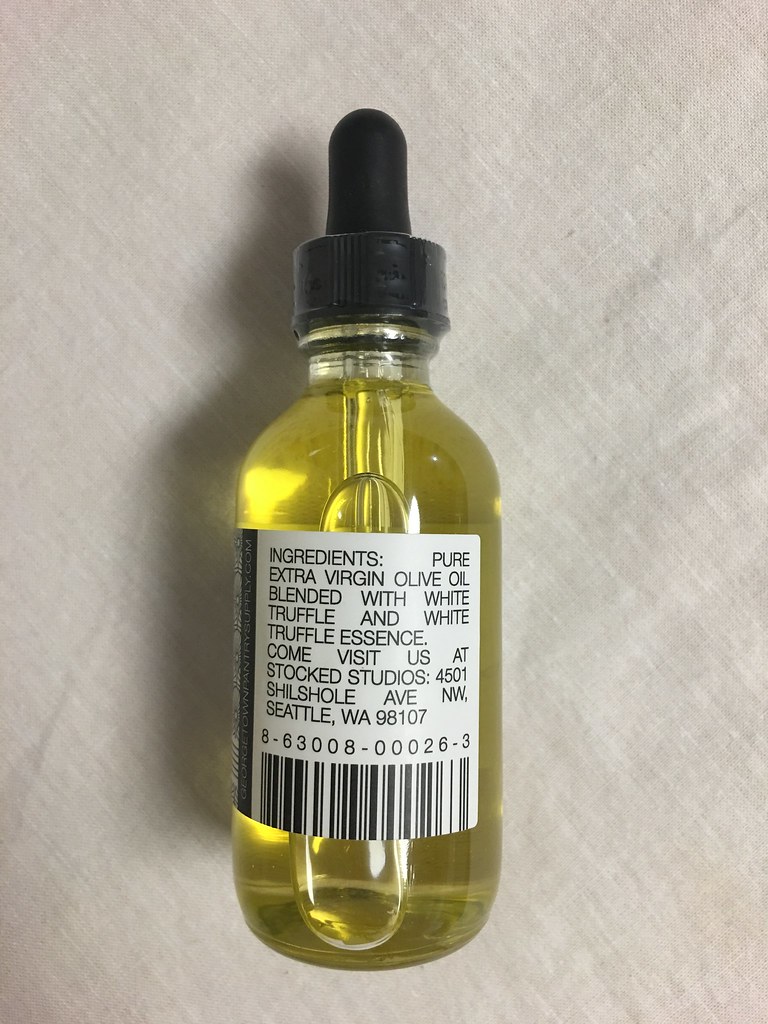 INGREDIENTS: PURE
EXTRA VIRGIN OLIVE OIL
BLENDED WITH WHITE
TRUFFLE AND WHITE
TRUFFLE ESSENCE.
COME VISIT US AT
STOCKED STUDIOS: 4501
SHILSHOLE AVE NW,
SEATTLE, WA 98107
8-63008-00026-3
GEORGETOWNPANTRYSUPPLY.COM